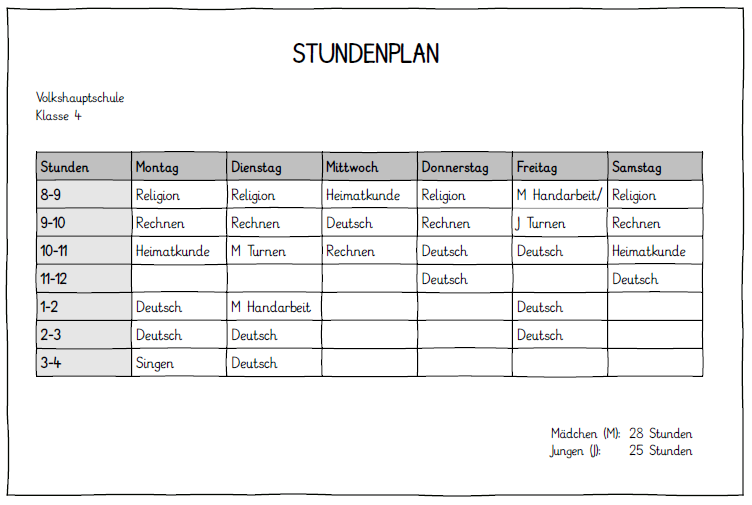 STUNDENPLAN
Volkshauptschule
Klasse 4
Stunden Montag Dienstag Mittwoch Donnerstag Freitag Samstag
8-9 Religion Religion Heimatkunde Religion M Handarbeit/ Religion
9-10 Rechnen Rechnen Deutsch Rechnen J Turnen Rechnen
10-11 Heimatkunde M Turnen Rechnen Deutsch Deutsch Heimatkunde
11-12 Deutsch Deutsch
1-2 Deutsch M Handarbeit Deutsch
2-3 Deutsch Deutsch Deutsch
3-4 Singen Deutsch
Mädchen (M): 28 Stunden
Jungen (J): 25 Stunden